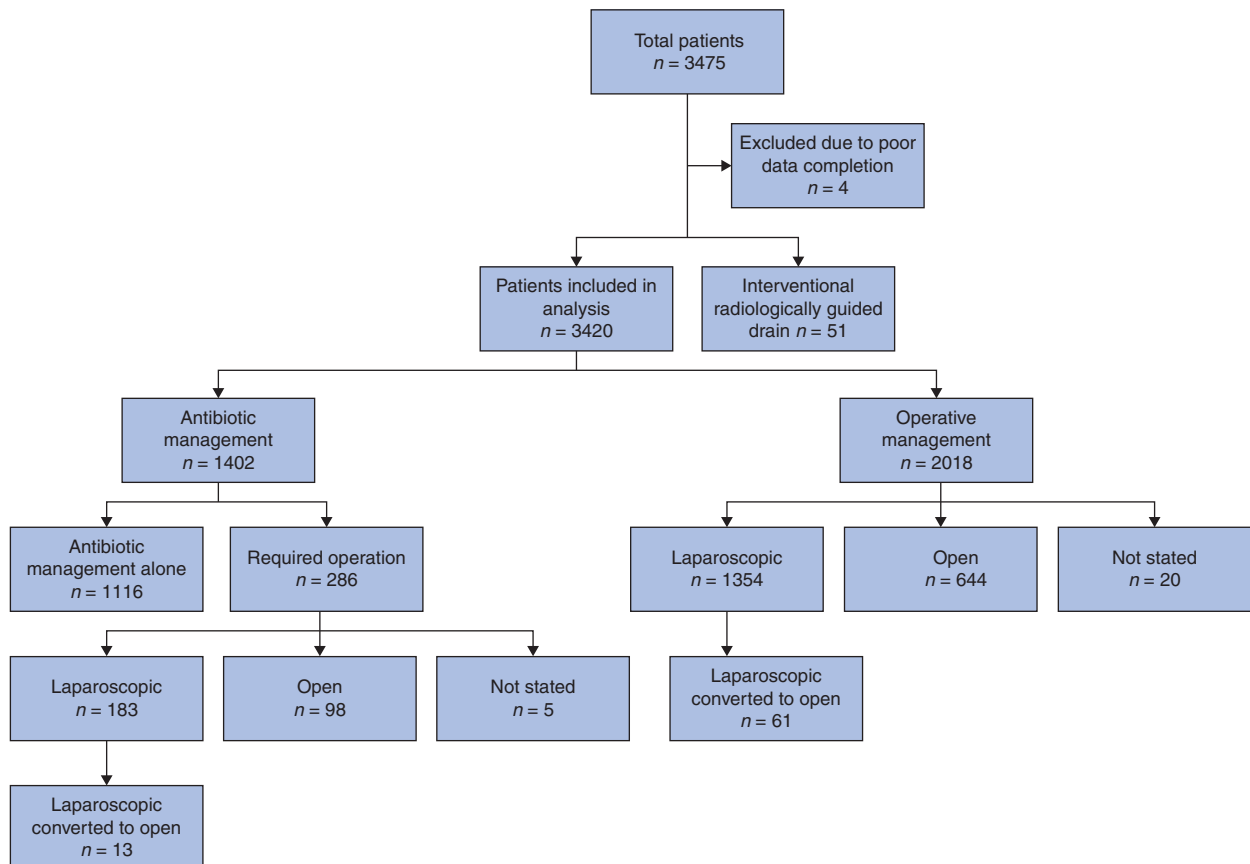 Total patients
n = 3475
Excluded due to poor
data completion
n = 4
Patients included in
analysis
n = 3420
Interventional
radiologically guided
drain n = 51
Antibiotic
management
n = 1402
Operative
management
n = 2018
Antibiotic
management alone
n = 1116
Required operation
n = 286
Laparoscopic
n = 1354
Open
n = 644
Not stated
n = 20
Laparoscopic
n = 183
Open
n = 98
Not stated
n = 5
Laparoscopic
converted to open
n = 61
Laparoscopic
converted to open
n = 13